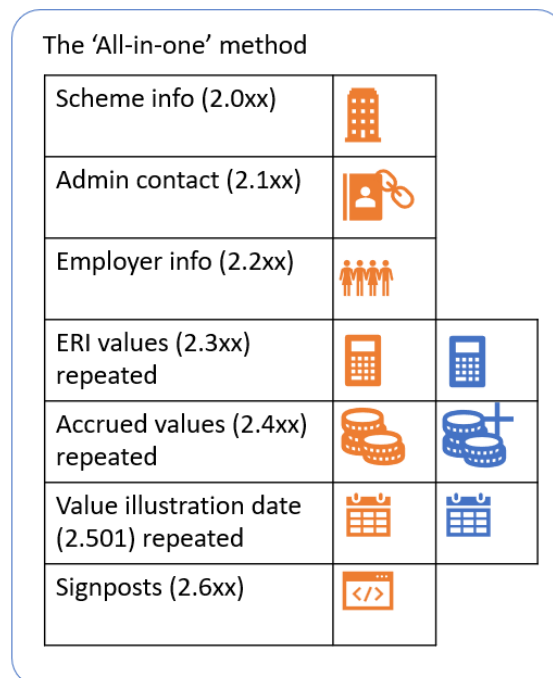 The ‘All-in-one’ method
Scheme info (2.0xx)
Admin contact (2.1xx)
Employer info (2.2xx)
ERI values (2.3xx)
repeated
Accrued values (2.4xx)
repeated
Value illustration date
(2.501) repeated
Signposts (2.6xx)